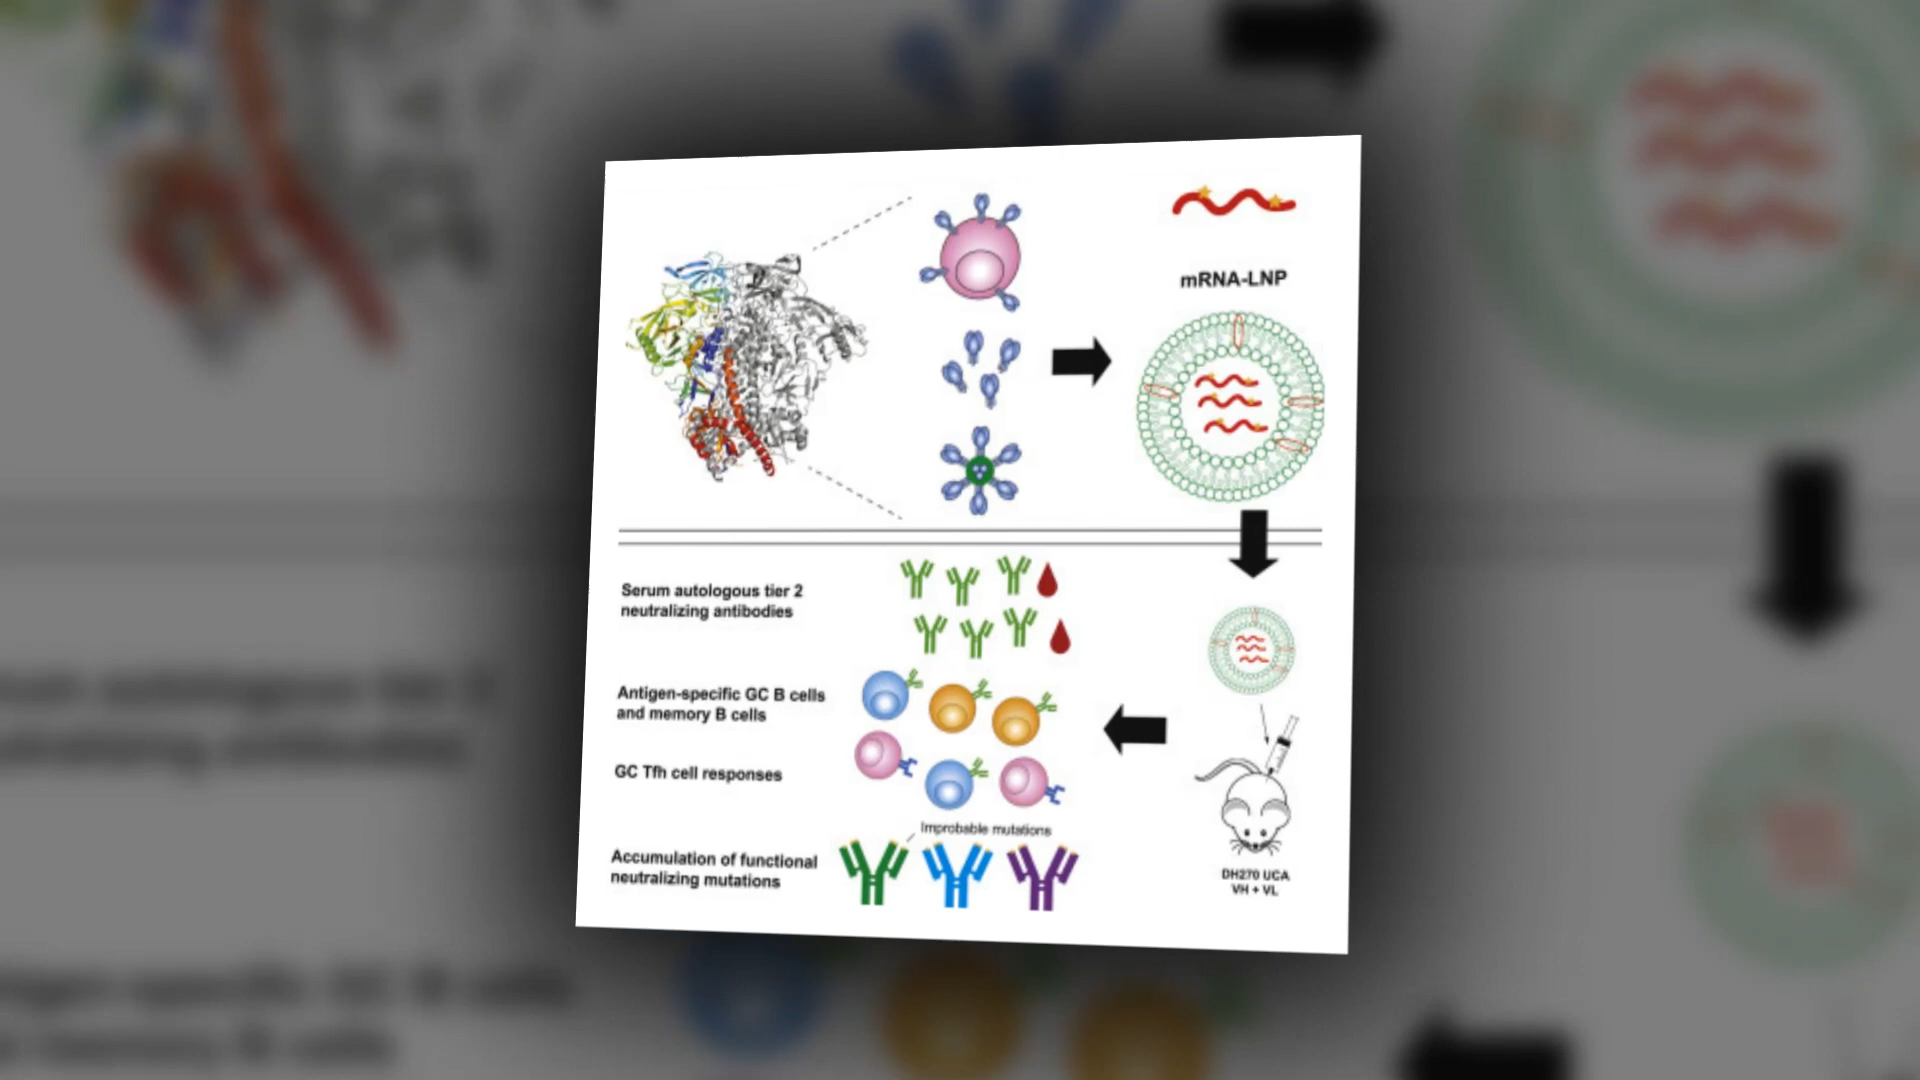 mRNA-LNP
Serum autologous tier 2
neutralizing antibodies
Antigen-specific GC B cells
and memory B cells
GC Tfh cell responses
Improbable mutations
Accumulation of functional
neutralizing mutations
DH270 UCA
VH + VL